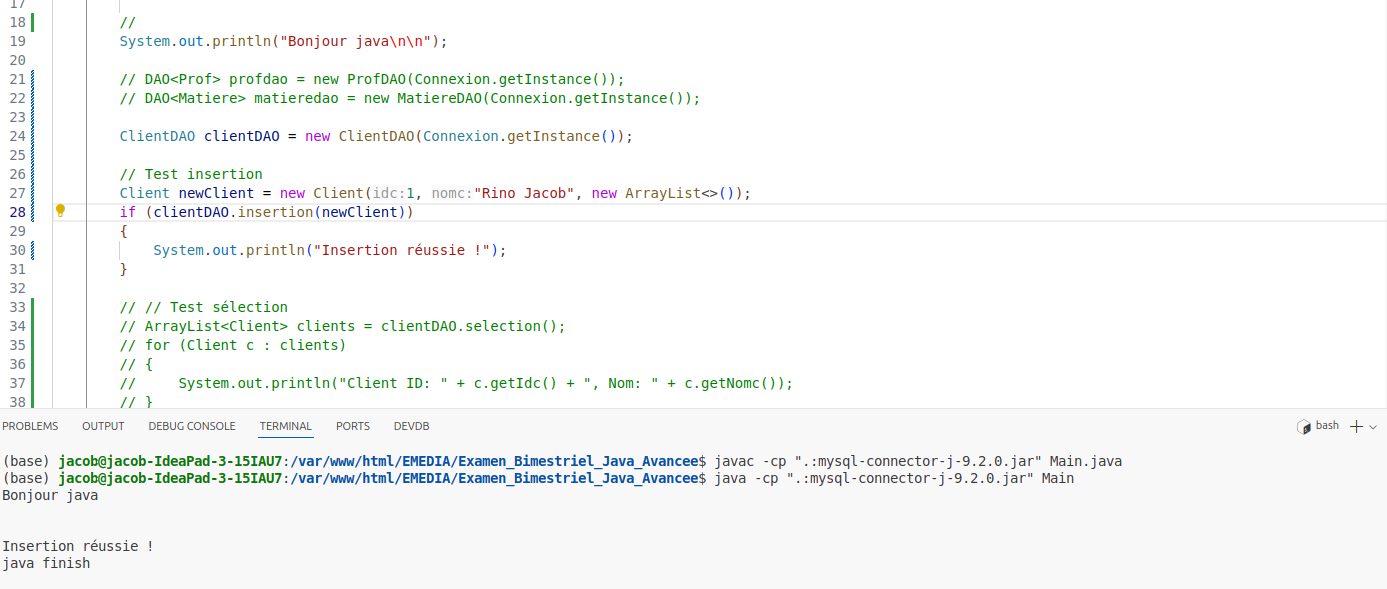 17
18 //
19 System.out.println("Bonjour java\n\n");
20
21 // DAO<Prof> profdao = new ProfDAO(Connexion.getInstance());
22 // DAO<Matiere> matieredao = new MatiereDAO(Connexion.getInstance());
23
24 ClientDAO clientDAO = new ClientDAO(Connexion.getInstance());
25
26 // Test insertion
27 Client newClient = new Client(idc:1, nomc:"Rino Jacob", new ArrayList<>());
28 if (clientDAO.insertion(newClient))
29 {
30 System.out.println("Insertion réussie !");
31 }
32
33 // // Test sélection
34 // ArrayList<Client> clients = clientDAO.selection();
35 // for (Client c : clients)
36 // {
37 //     System.out.println("Client ID: " + c.getIdc() + ", Nom: " + c.getNomc());
38 // }
PROBLEMS OUTPUT DEBUG CONSOLE TERMINAL PORTS DEVDB bash
(base) jacob@jacob-IdeaPad-3-15IAU7:/var/www/html/EMEDIA/Examen_Bimestriel_Java_Avancee$ javac -cp ".:mysql-connector-j-9.2.0.jar" Main.java
(base) jacob@jacob-IdeaPad-3-15IAU7:/var/www/html/EMEDIA/Examen_Bimestriel_Java_Avancee$ java -cp ".:mysql-connector-j-9.2.0.jar" Main
Bonjour java
Insertion réussie !
java finish